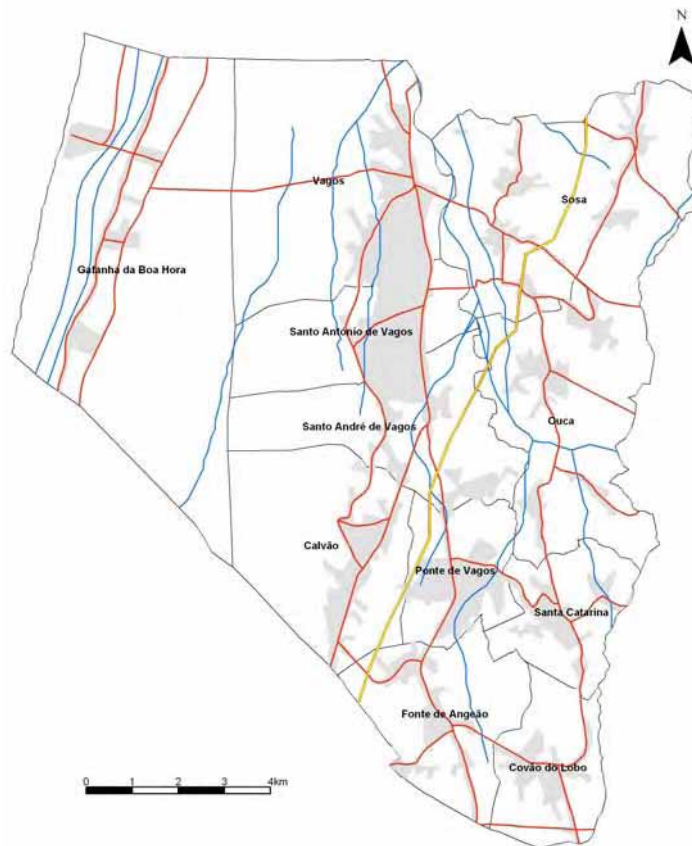 N
Vagos
Sosa
Gafanha da Boa Hora
Santo António de Vagos
Santo André de Vagos
Ouca
Calvão
Ponte de Vagos
Santa Catarina
Fonte de Angeão
Covão do Lobo
0 1 2 3 4km